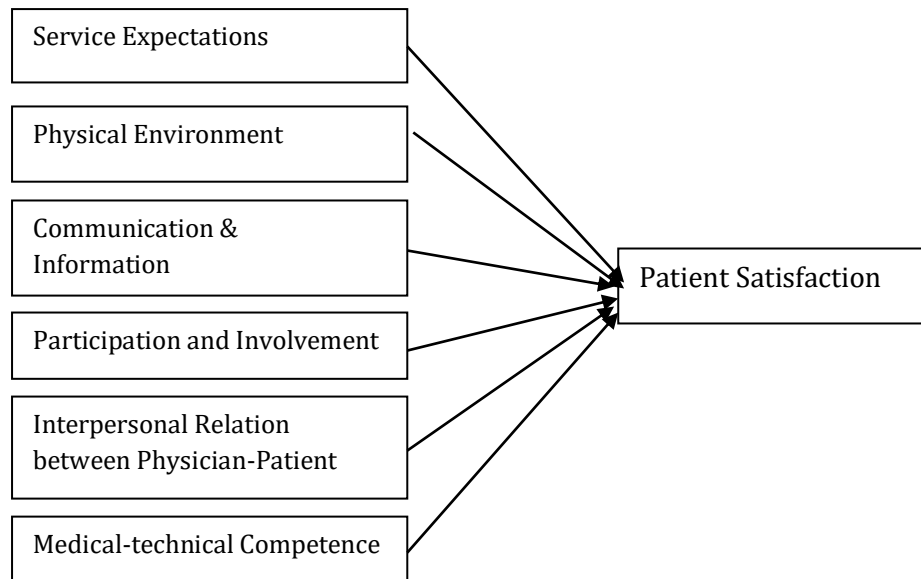 Service Expectations
Physical Environment
Communication &
Information
Patient Satisfaction
Participation and Involvement
Interpersonal Relation
between Physician-Patient
Medical-technical Competence